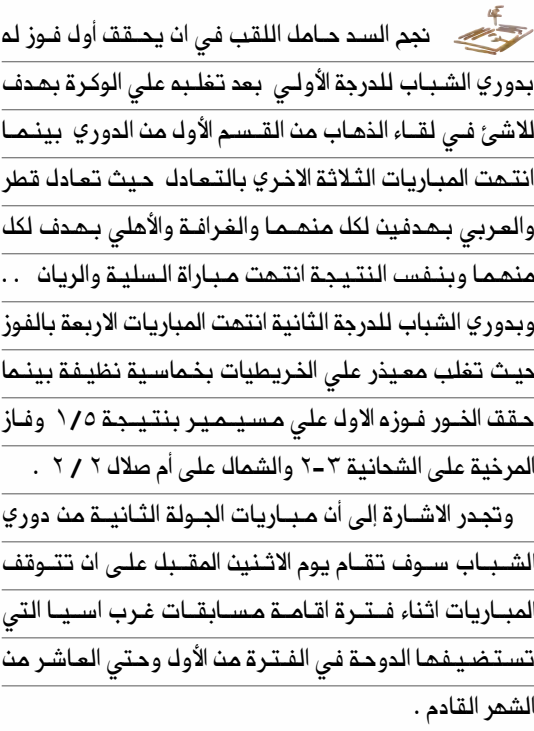 نجح السد حامل اللقب في ان يحقق أول فوز له
بدوري الشباب للدرجة الأولي بعد تغلبه علي الوكرة بهدف
للاشئ في لقاء الذهاب من القسم الأول من الدوري بينما
انتهت المباريات الثلاثة الاخري بالتعادل حيث تعادل قطر
والعربي بهدفين لكل منهما والغرافة والأهلي بهدف لكل
منهما وبنفس النتيجة انتهت مباراة السلية والريان ..
وبدوري الشباب للدرجة الثانية انتهت المباريات الاربعة بالفوز
حيث تغلب معيذر علي الخريطيات بخماسية نظيفة بينما
حقق الخور فوزه الاول علي مسيمير بنتيجة ١/٥ وفاز
المرخية على الشحانية ٣-٢ والشمال على أم صلال ٢ / ٢ .
وتجدر الاشارة إلى أن مباريات الجولة الثانية من دوري
الشباب سوف تقام يوم الاثنين المقبل على ان تتوقف
المباريات اثناء فترة اقامة مسابقات غرب اسيا التي
تستضيفها الدوحة في الفترة من الأول وحتي العاشر من
الشهر القادم .